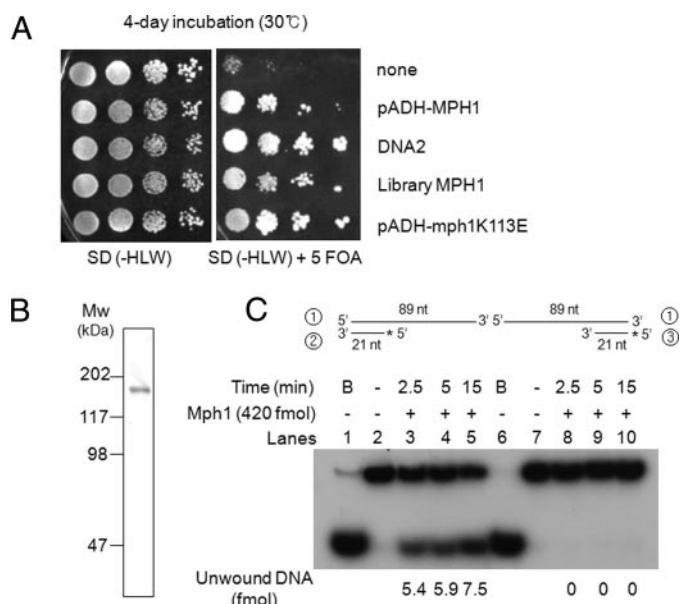 A
4-day incubation (30℃)
none
pADH-MPH1
DNA2
Library MPH1
pADH-mph1K113E
SD (-HLW)
SD (-HLW) + 5 FOA
B
Mw
(kDa)
202
117
98
47
C
① 5' 89 nt 3' 5' 89 nt 3' ①
② 3' 21 nt * 5' 3' 21 nt * 5' ③
Time (min) B - 2.5 5 15 B - 2.5 5 15
Mph1 (420 fmol) - - + + + - - + + +
Lanes 1 2 3 4 5 6 7 8 9 10
Unwound DNA
(fmol)
5.4 5.9 7.5 0 0 0